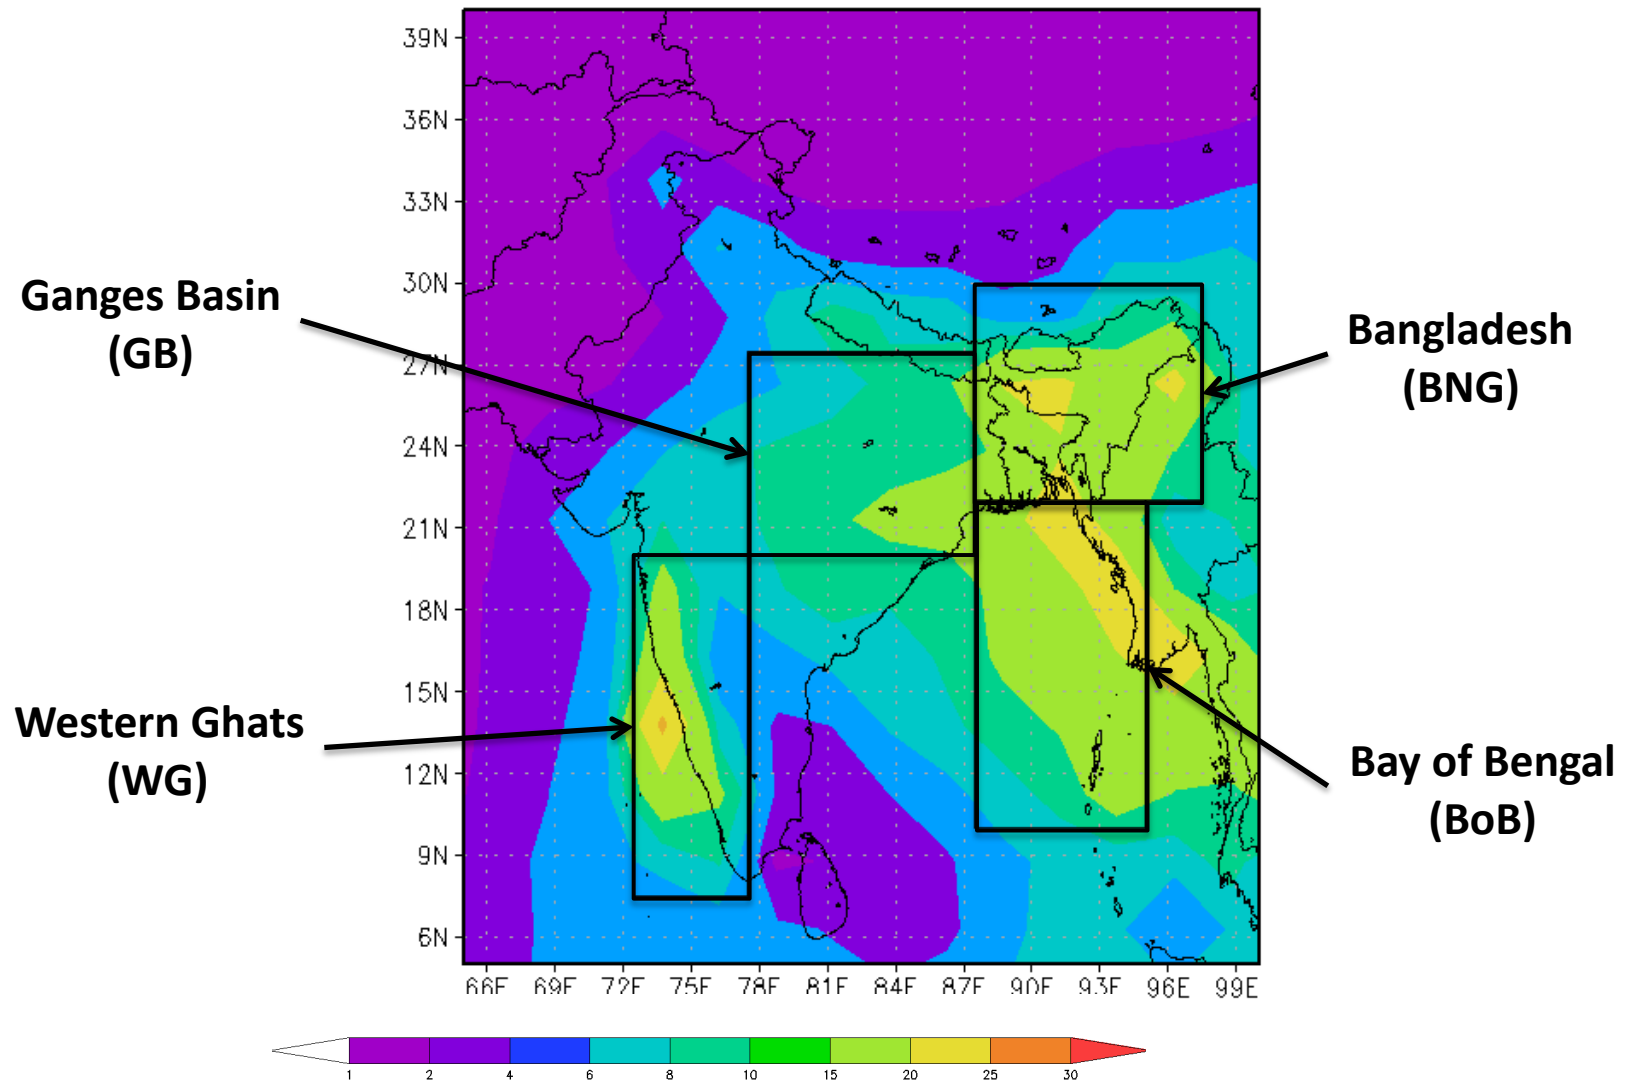 39N
36N
33N
30N
27N
24N
21N
18N
15N
12N
9N
6N
Ganges Basin
(GB)
Bangladesh
(BNG)
Western Ghats
(WG)
Bay of Bengal
(BoB)
66E 69E 72E 75E 78E 81E 84E 87E 90E 93E 96E 99E
1 2 4 6 8 10 15 20 25 30